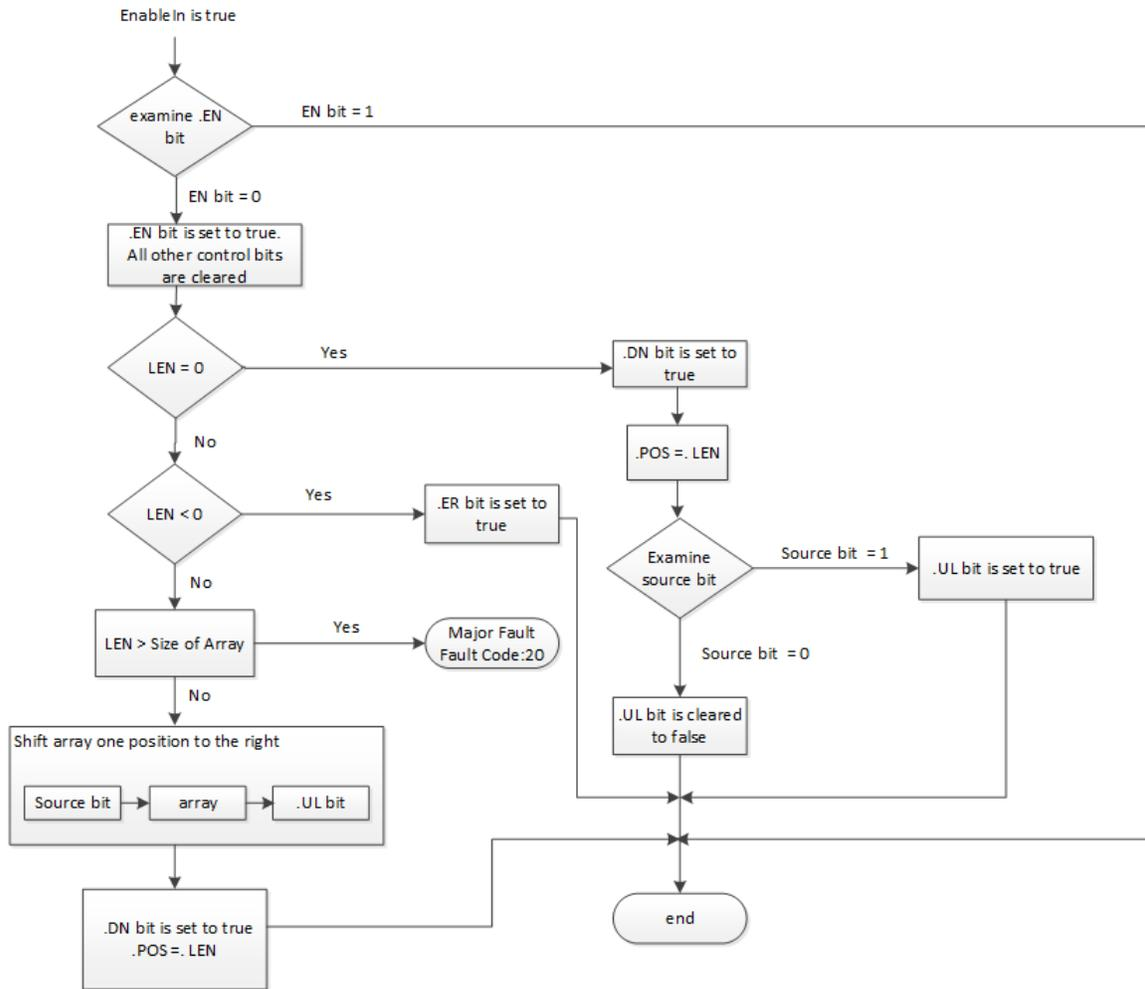 EnableIn is true
examine .EN
bit
EN bit = 1
EN bit = 0
.EN bit is set to true.
All other control bits
are cleared
LEN = 0
Yes
.DN bit is set to
true
No
.POS =. LEN
LEN < 0
Yes
.ER bit is set to
true
Examine
source bit
Source bit = 1
.UL bit is set to true
No
LEN > Size of Array
Yes
Major Fault
Fault Code:20
Source bit = 0
No
.UL bit is cleared
to false
Shift array one position to the right
Source bit
array
.UL bit
.DN bit is set to true
.POS =. LEN
end